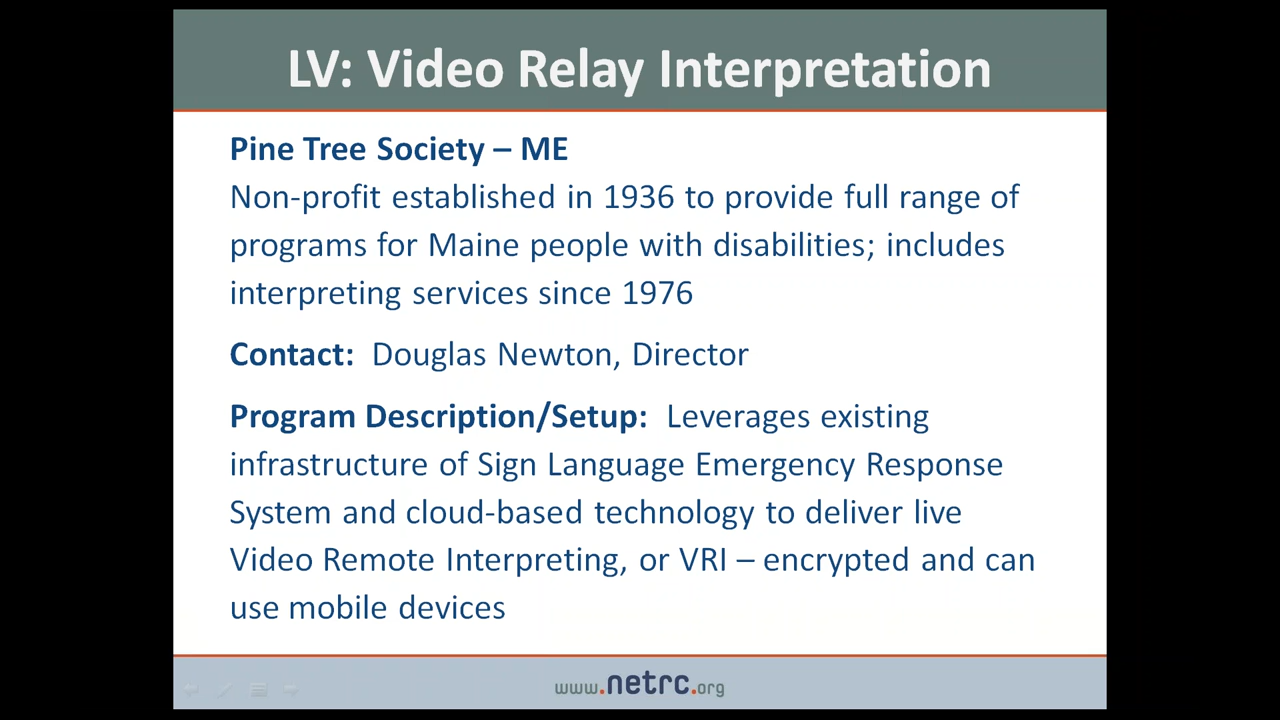 LV: Video Relay Interpretation
Pine Tree Society – ME
Non-profit established in 1936 to provide full range of
programs for Maine people with disabilities; includes
interpreting services since 1976
Contact:  Douglas Newton, Director
Program Description/Setup:  Leverages existing
infrastructure of Sign Language Emergency Response
System and cloud-based technology to deliver live
Video Remote Interpreting, or VRI – encrypted and can
use mobile devices
www.netrc.org